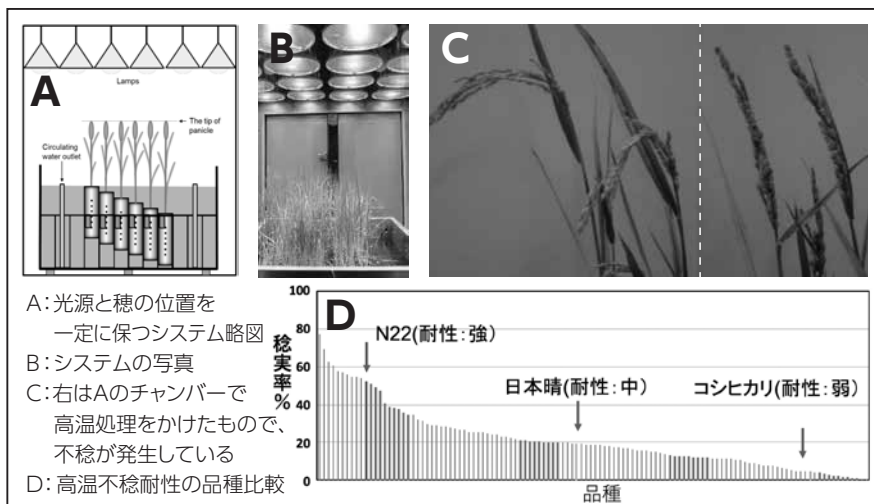 A
Lamps
The tip of
panicle
Circulating
water outlet
B
C
A：光源と穂の位置を
一定に保つシステム略図
B：システムの写真
C：右はAのチャンバーで
高温処理をかけたもので、
不稔が発生している
D：高温不稔耐性の品種比較
D
稔実率%
100
80
60
40
20
0
N22(耐性：強)
日本晴(耐性：中)
コシヒカリ(耐性：弱)
品種